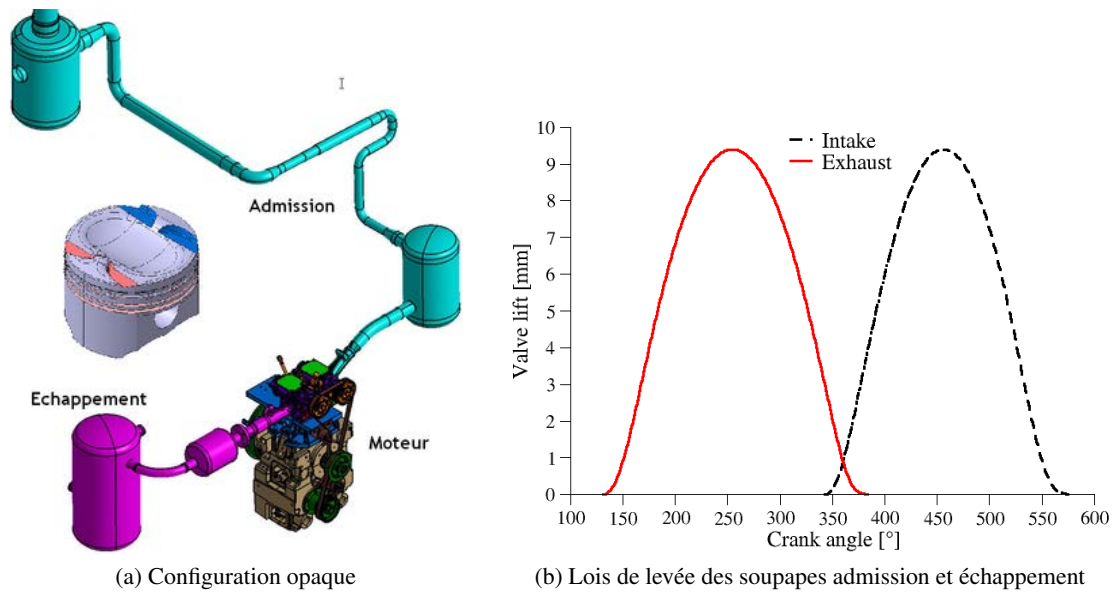 Admission
Echappement
Moteur
(a) Configuration opaque
Intake
Exhaust
Valve lift [mm]
10
9
8
7
6
5
4
3
2
1
0
100 150 200 250 300 350 400 450 500 550 600
Crank angle [°]
(b) Lois de levée des soupapes admission et échappement